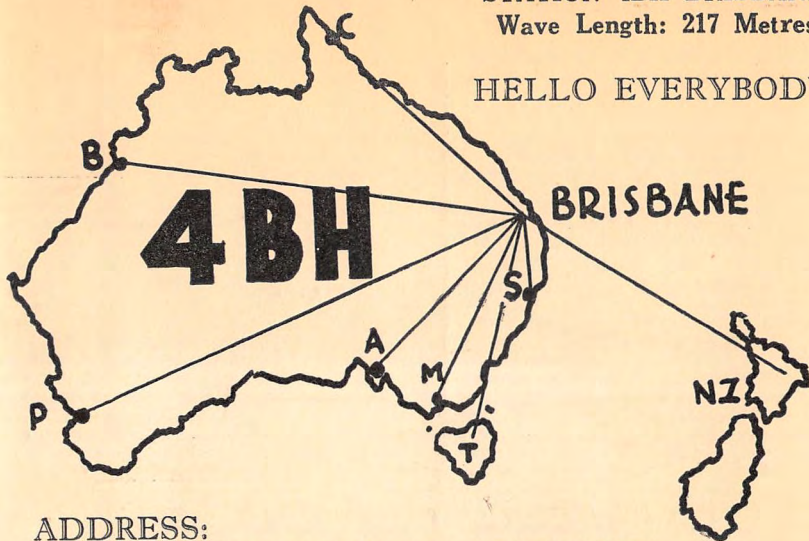 Wave Length: 217 Metres
HELLO EVERYBOD
C
B
4BH
BRISBANE
S
A
M
NZ
P
T
ADDRESS: